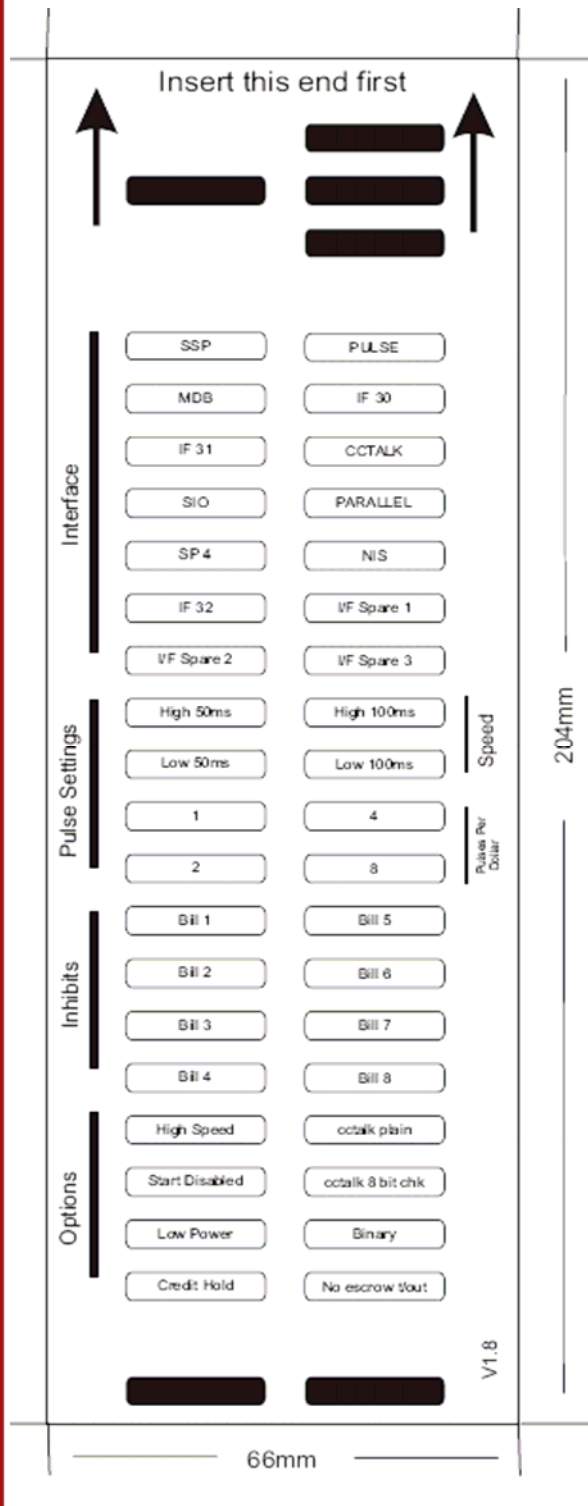 Insert this end first
Interface
SSP PULSE
MDB IF 30
IF 31 CCTALK
SIO PARALLEL
SP4 NIS
IF 32 I/F Spare 1
I/F Spare 2 I/F Spare 3
Pulse Settings
High 50ms High 100ms
Low 50ms Low 100ms
Speed
1 4
2 8
Pulses Per
Dollar
Inhibits
Bill 1 Bill 5
Bill 2 Bill 6
Bill 3 Bill 7
Bill 4 Bill 8
Options
High Speed cctalk plain
Start Disabled cctalk 8 bit chk
Low Power Binary
Credit Hold No escrow t/out
V1.8
204mm
66mm